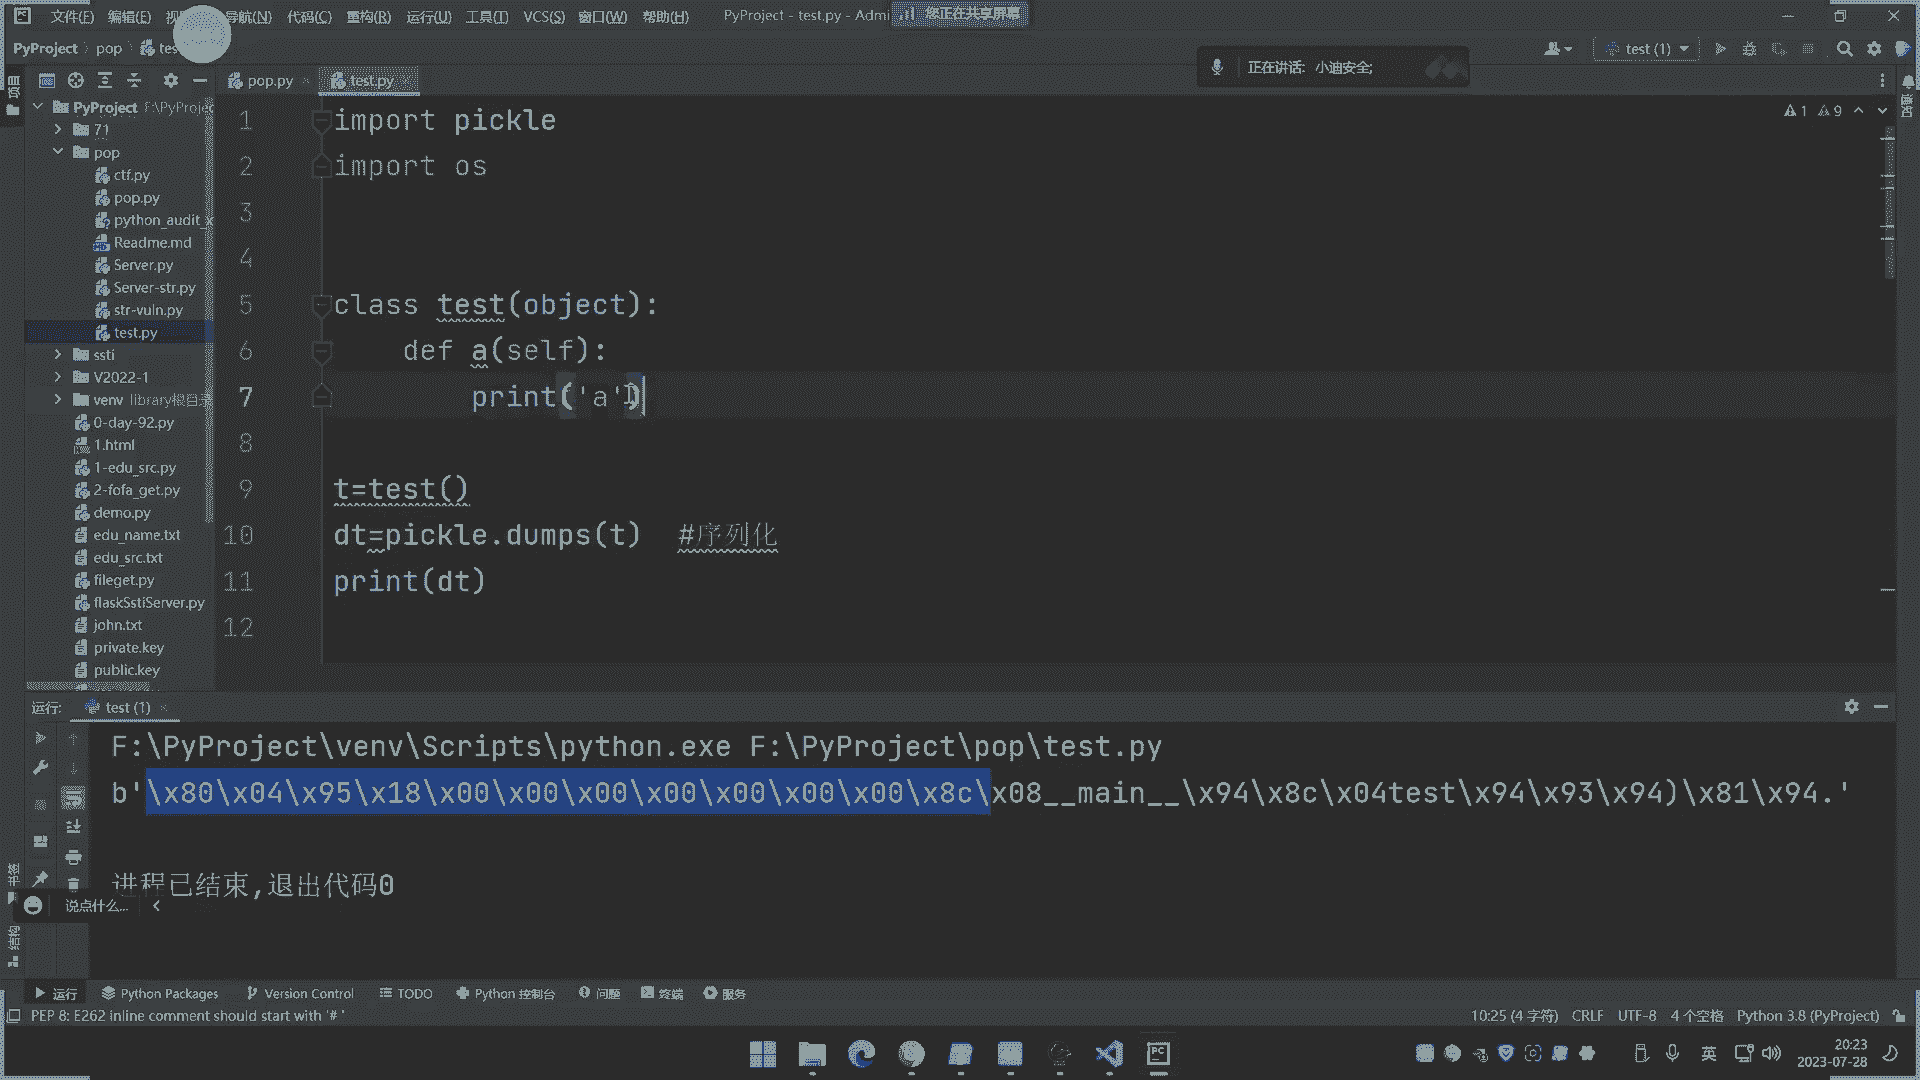 文件(F) 编辑(E) 导航(N) 代码(C) 重构(R) 运行(U) 工具(T) VCS(S) 窗口(W) 帮助(H) PyProject - test.py - Admi 您正在共享屏幕
PyProject pop tes test (1)
正在讲话: 小迪安全;
pop.py test.py
PyProject F:\PyProjec
71
pop
ctf.py
pop.py
python_audit_x
Readme.md
Server.py
Server-str.py
str-vuln.py
test.py
ssti
V2022-1
venv library根目录
0-day-92.py
1.html
1-edu_src.py
2-fofa_get.py
demo.py
edu_name.txt
edu_src.txt
fileget.py
flaskSstiServer.py
john.txt
private.key
public.key
1 import pickle
2 import os
3
4
5 class test(object):
6 def a(self):
7 print('a')
8
9 t=test()
10 dt=pickle.dumps(t) #序列化
11 print(dt)
12
1 9
项目
通知
运行: test (1)
F:\PyProject\venv\Scripts\python.exe F:\PyProject\pop\test.py
b'\x80\x04\x95\x18\x00\x00\x00\x00\x00\x00\x00\x8c\x08__main__\x94\x8c\x04test\x94\x93\x94)\x81\x94.'
进程已结束,退出代码0
说点什么...
书签
结构
运行 Python Packages Version Control TODO Python 控制台 问题 终端 服务
PEP 8: E262 inline comment should start with '# ' 10:25 (4 字符) CRLF UTF-8 4 个空格 Python 3.8 (PyProject)
英 20:23
2023-07-28